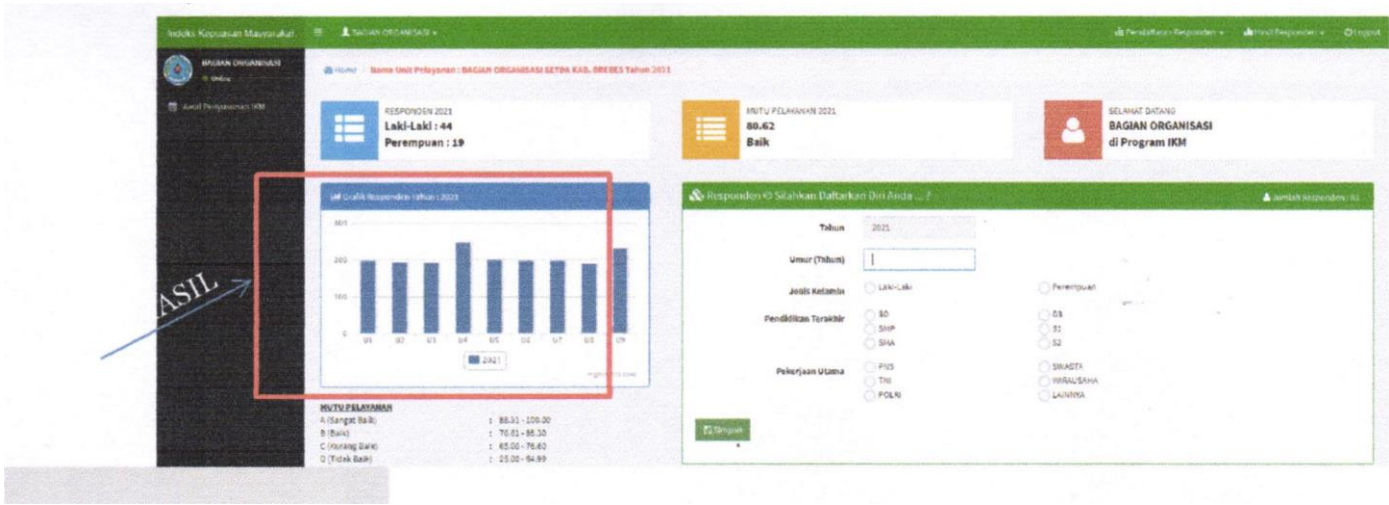 Indeks Kepuasan Masyarakat
BAGIAN ORGANISASI
Pendaftaran Responden
Hasil Responden
Logout
BAGIAN ORGANISASI
Online
Home / Nama Unit Pelayanan : BAGIAN ORGANISASI SETDA KAB. BREBES Tahun 2021
RESPONDEN 2021
Laki-Laki : 44
Perempuan : 19
MUTU PELAYANAN 2021
80.62
Baik
SELAMAT DATANG
BAGIAN ORGANISASI
di Program IKM
Grafik Responden Tahun : 2021
300
200
100
0
U1 U2 U3 U4 U5 U6 U7 U8 U9
2021
ASIL
MUTU PELAYANAN
A (Sangat Baik) : 88.31 - 100.00
B (Baik) : 76.61 - 88.30
C (Kurang Baik) : 65.00 - 76.60
D (Tidak Baik) : 25.00 - 64.99
Responden Silahkan Daftarkan Diri Anda ... !
Jumlah Responden :
Tahun 2021
Umur (Tahun)
Jenis Kelamin Laki-Laki Perempuan
Pendidikan Terakhir SD D3
SMP S1
SMA S2
Pekerjaan Utama PNS SWASTA
TNI WIRAUSAHA
POLRI LAINNYA
Simpan